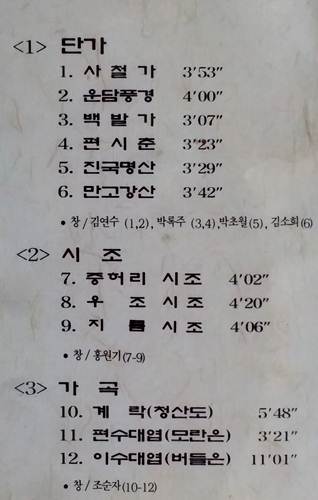 <1> 단가
1. 사 철 가 3′53″
2. 운담풍경 4′00″
3. 백 발 가 3′07″
4. 편 시 춘 3′23″
5. 진국명산 3′29″
6. 만고강산 3′42″
• 창/김연수 (1,2), 박록주 (3,4), 박초월(5), 김소희(6)
<2> 시 조
7. 중허리 시조 4′02″
8. 우 조 시조 4′20″
9. 지 름 시조 4′06″
• 창/홍원기(7-9)
<3> 가 곡
10. 계 락(청산도) 5′48″
11. 편수대엽(모란은) 3′21″
12. 이수대엽(버들은) 11′01″
• 창/조순자(10-12)